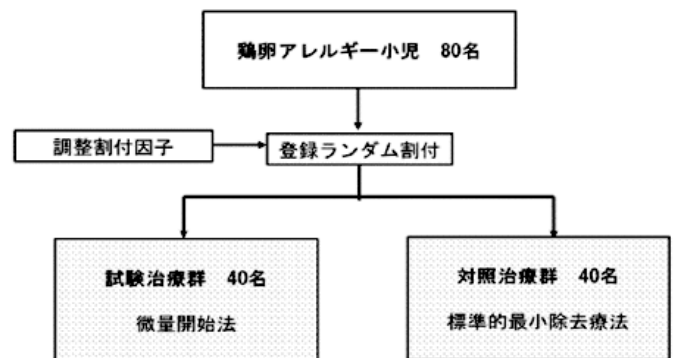 鶏卵アレルギー小児　80名
調整割付因子
登録ランダム割付
試験治療群　40名
微量開始法
対照治療群　40名
標準的最小除去療法